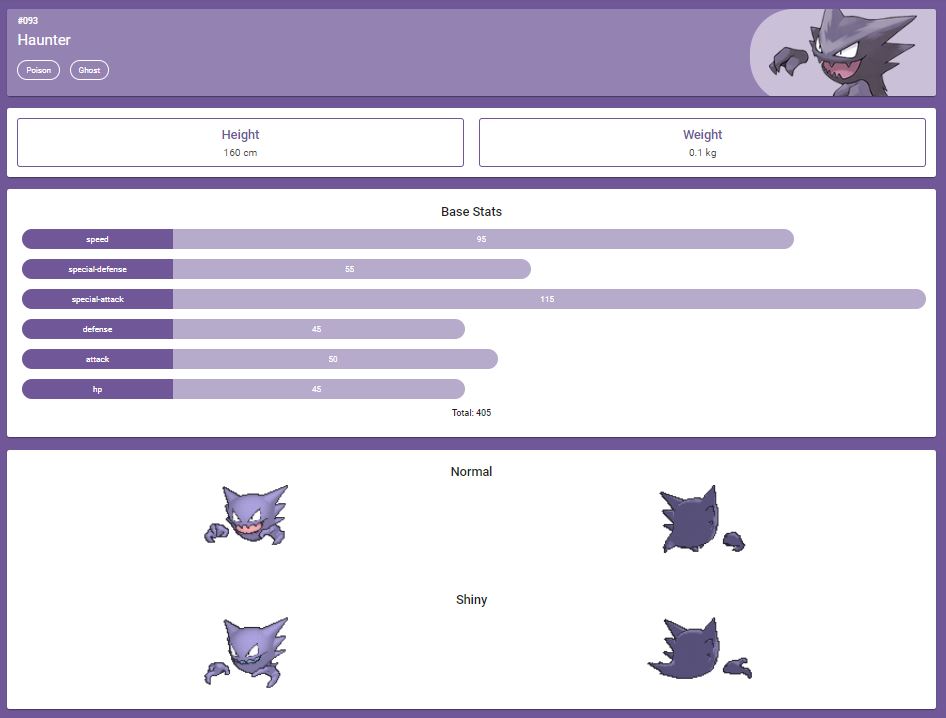 #093
Haunter
Poison Ghost
Height
160 cm
Weight
0.1 kg
Base Stats
speed 95
special-defense 55
special-attack 115
defense 45
attack 50
hp 45
Total: 405
Normal
Shiny